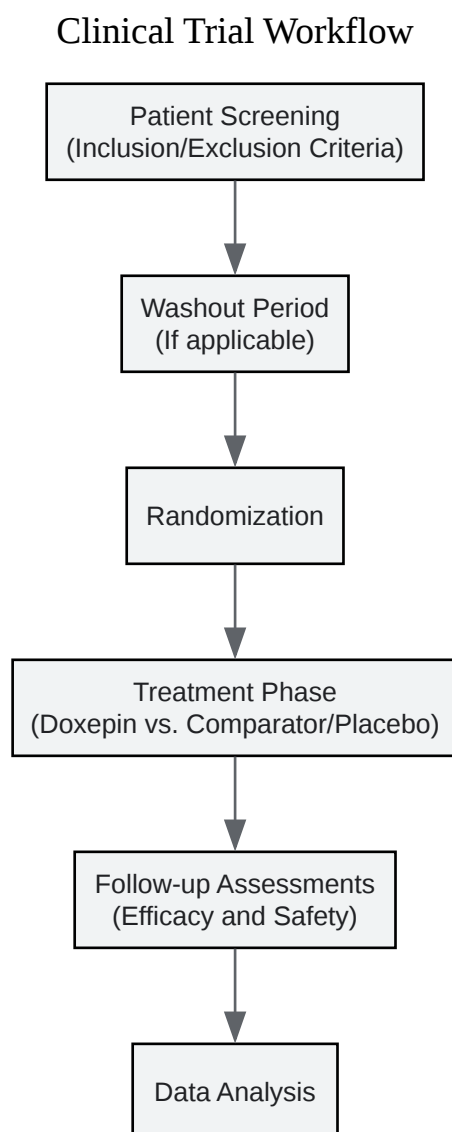 Clinical Trial Workflow
Patient Screening
(Inclusion/Exclusion Criteria)
Washout Period
(If applicable)
Randomization
Treatment Phase
(Doxepin vs. Comparator/Placebo)
Follow-up Assessments
(Efficacy and Safety)
Data Analysis